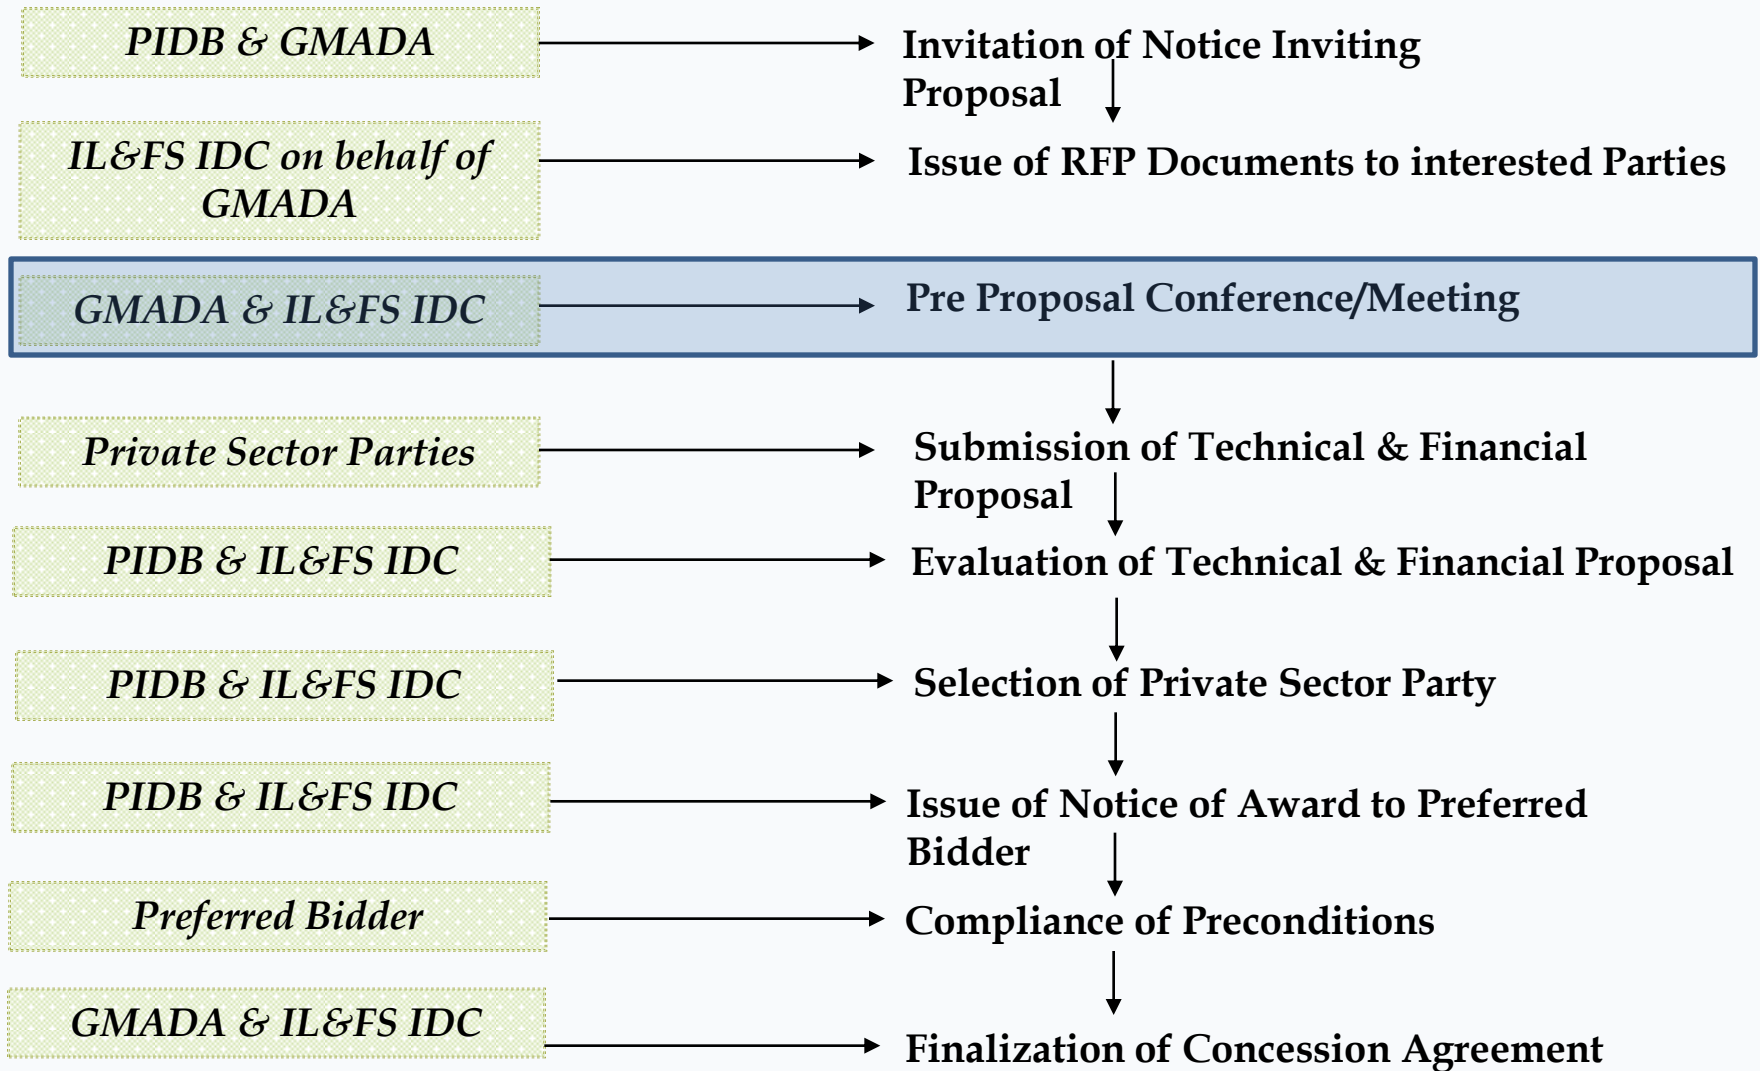 PIDB & GMADA
Invitation of Notice Inviting
Proposal
IL&FS IDC on behalf of
GMADA
Issue of RFP Documents to interested Parties
GMADA & IL&FS IDC
Pre Proposal Conference/Meeting
Private Sector Parties
Submission of Technical & Financial
Proposal
PIDB & IL&FS IDC
Evaluation of Technical & Financial Proposal
PIDB & IL&FS IDC
Selection of Private Sector Party
PIDB & IL&FS IDC
Issue of Notice of Award to Preferred
Bidder
Preferred Bidder
Compliance of Preconditions
GMADA & IL&FS IDC
Finalization of Concession Agreement